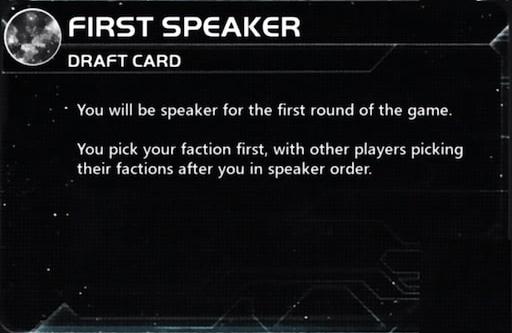 FIRST SPEAKER
DRAFT CARD
You will be speaker for the first round of the game.
You pick your faction first, with other players picking
their factions after you in speaker order.